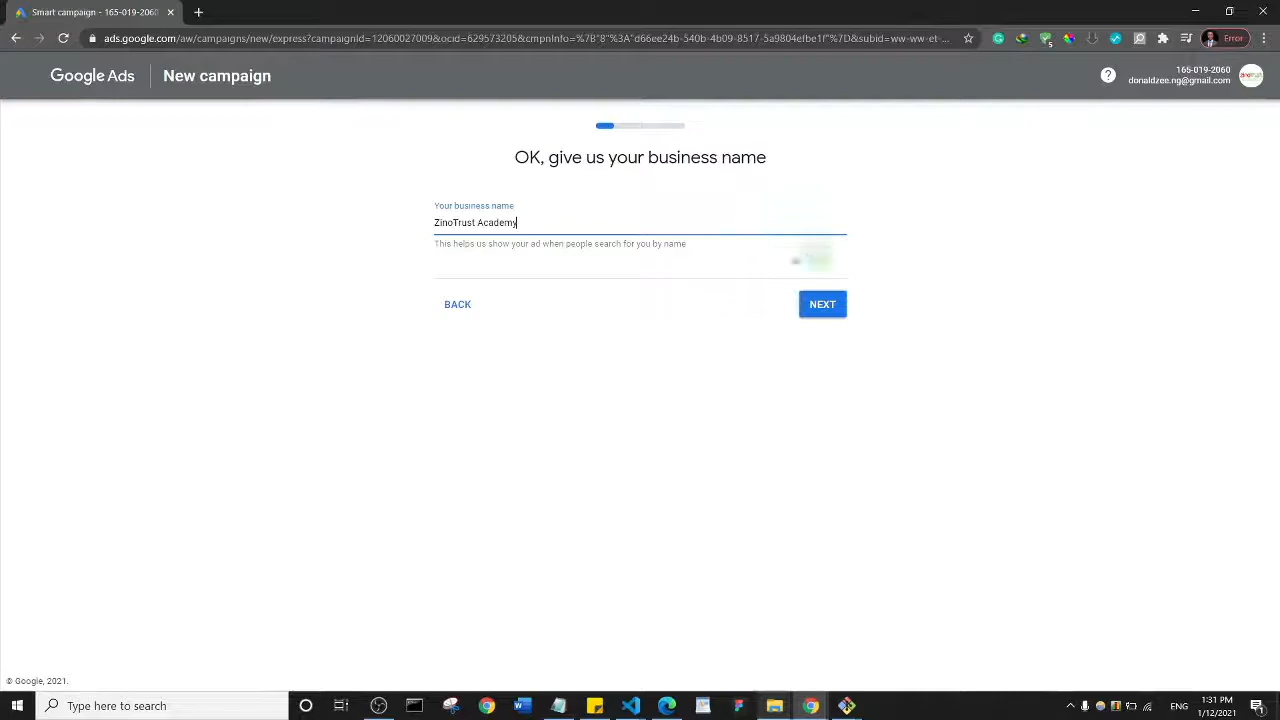 Smart campaign - 165-019-2060
ads.google.com/aw/campaigns/new/express?campaignId=12060027009&ocid=629573205&cmpnInfo=%7B"8"%3A"d66ee24b-540b-4b09-8517-5a9804efbe1f"%7D&subid=ww-ww-et-...
5
Error
Google Ads
New campaign
?
165-019-2060
donaldzee.ng@gmail.com
OK, give us your business name
Your business name
ZinoTrust Academy
This helps us show your ad when people search for you by name
BACK
NEXT
© Google, 2021.
Type here to search
ENG
1:31 PM
1/12/2021
1